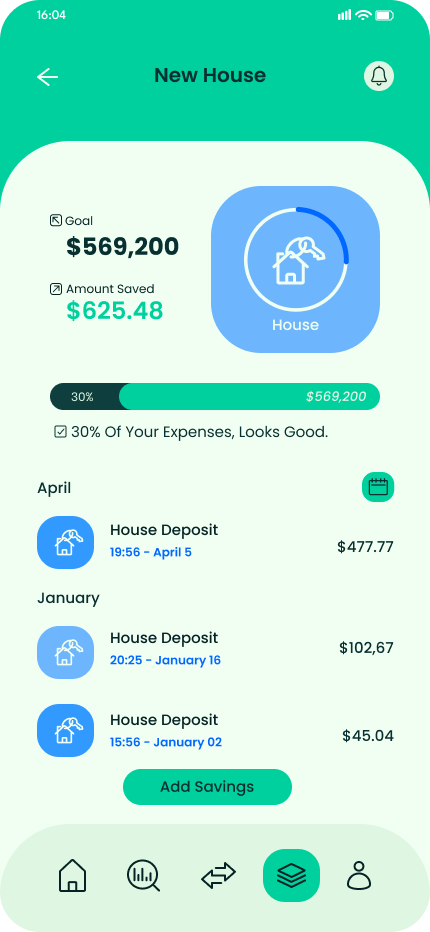 16:04
New House
Goal
$569,200
Amount Saved
$625.48
House
30%
$569,200
30% Of Your Expenses, Looks Good.
April
House Deposit
19:56 - April 5
$477.77
January
House Deposit
20:25 - January 16
$102,67
House Deposit
15:56 - January 02
$45.04
Add Savings